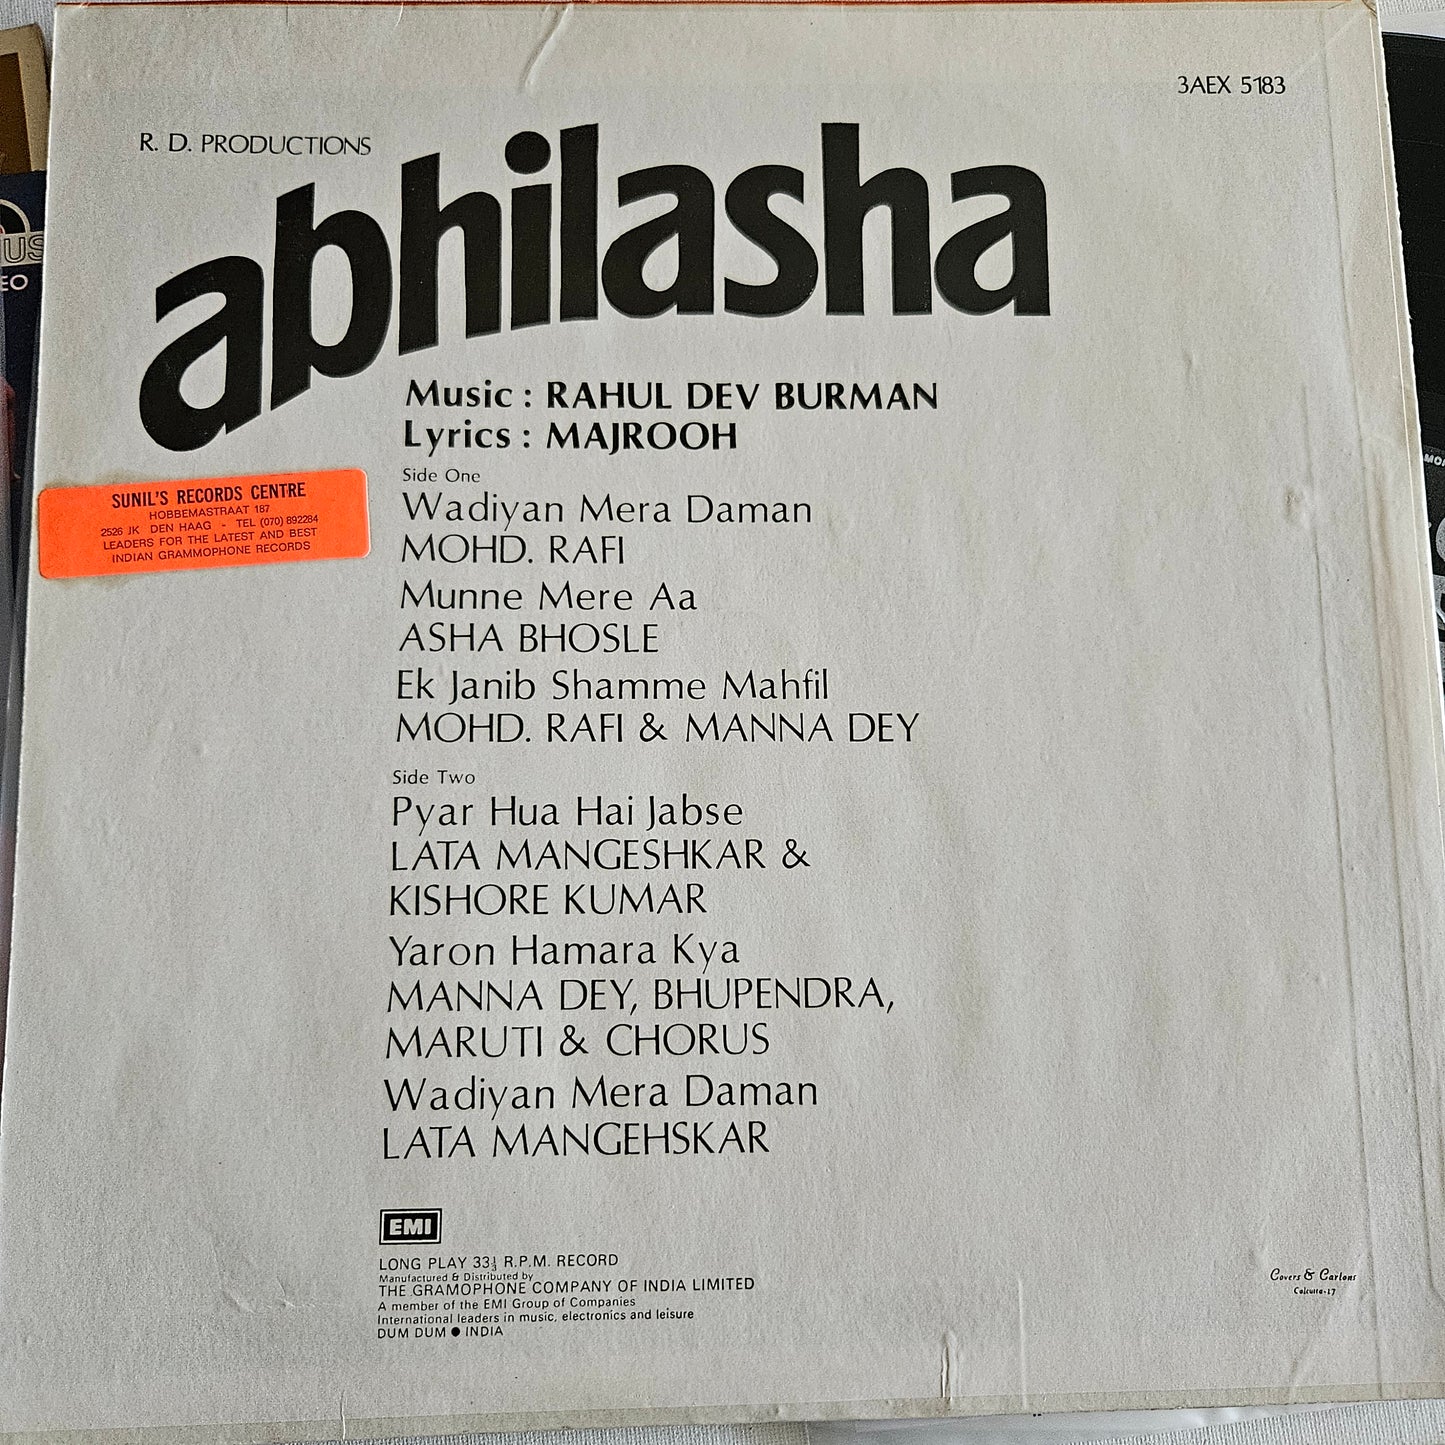 3AEX 5183
R. D. PRODUCTIONS
abhilasha
Music : RAHUL DEV BURMAN
Lyrics : MAJROOH
SUNIL'S RECORDS CENTRE
HOBBEMASTRAAT 187
2526 JK DEN HAAG - TEL (070) 892284
LEADERS FOR THE LATEST AND BEST
INDIAN GRAMMOPHONE RECORDS
Side One
Wadiyan Mera Daman
MOHD. RAFI
Munne Mere Aa
ASHA BHOSLE
Ek Janib Shamme Mahfil
MOHD. RAFI & MANNA DEY
Side Two
Pyar Hua Hai Jabse
LATA MANGESHKAR &
KISHORE KUMAR
Yaron Hamara Kya
MANNA DEY, BHUPENDRA,
MARUTI & CHORUS
Wadiyan Mera Daman
LATA MANGEHSKAR
EMI
LONG PLAY 33⅓ R.P.M. RECORD
Manufactured & Distributed by
THE GRAMOPHONE COMPANY OF INDIA LIMITED
A member of the EMI Group of Companies
International leaders in music, electronics and leisure
DUM DUM ● INDIA
Covers & Cartons
Calcutta-17